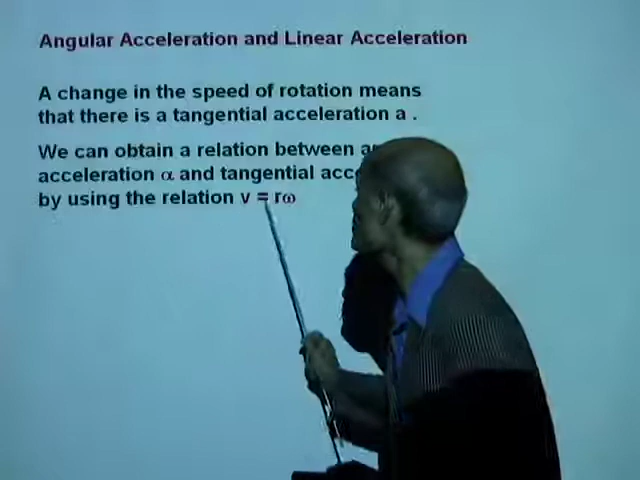 Angular Acceleration and Linear Acceleration
A change in the speed of rotation means
that there is a tangential acceleration a .
We can obtain a relation between
acceleration α and tangential
by using the relation v = rω